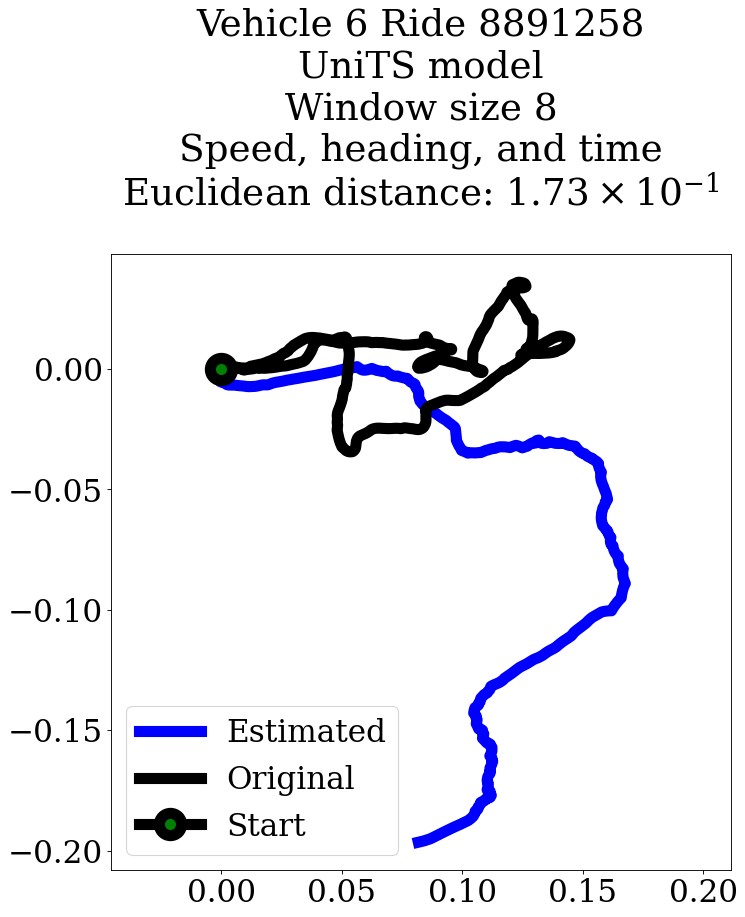 Vehicle 6 Ride 8891258
UniTS model
Window size 8
Speed, heading, and time
Euclidean distance: 1.73 × 10⁻¹
0.00
−0.05
−0.10
−0.15
−0.20
Estimated
Original
Start
0.00 0.05 0.10 0.15 0.20